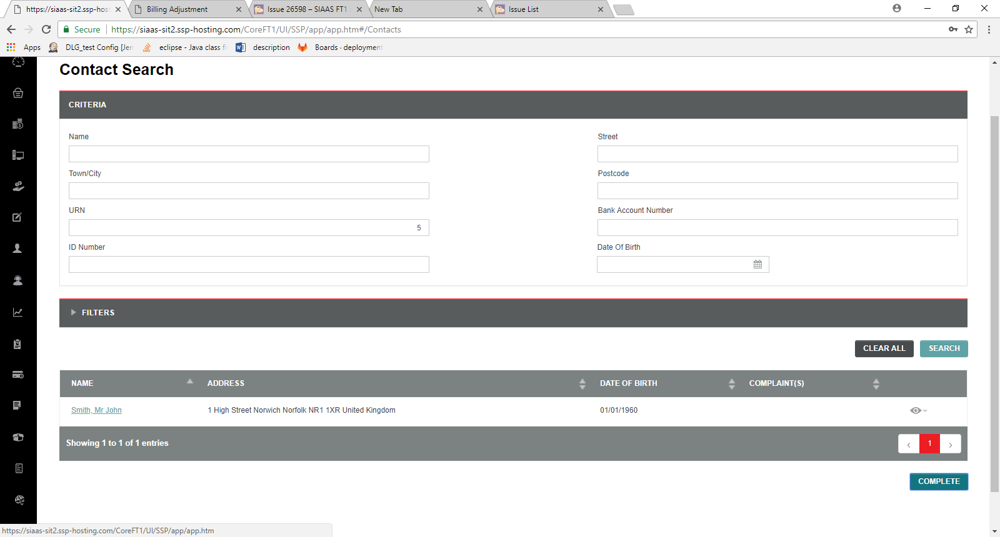 https://siaas-sit2.ssp-host
Billing Adjustment
Issue 26598 – SIAAS FT1
New Tab
Issue List
Secure
https://siaas-sit2.ssp-hosting.com/CoreFT1/UI/SSP/app/app.htm#/Contacts
Apps
DLG_test Config [Jen
eclipse - Java class fi
description
Boards · deployment
Contact Search
CRITERIA
Name
Street
Town/City
Postcode
URN
Bank Account Number
5
ID Number
Date Of Birth
FILTERS
CLEAR ALL
SEARCH
NAME
ADDRESS
DATE OF BIRTH
COMPLAINT(S)
Smith, Mr John
1 High Street Norwich Norfolk NR1 1XR United Kingdom
01/01/1960
Showing 1 to 1 of 1 entries
‹ 1 ›
COMPLETE
https://siaas-sit2.ssp-hosting.com/CoreFT1/UI/SSP/app/app.htm